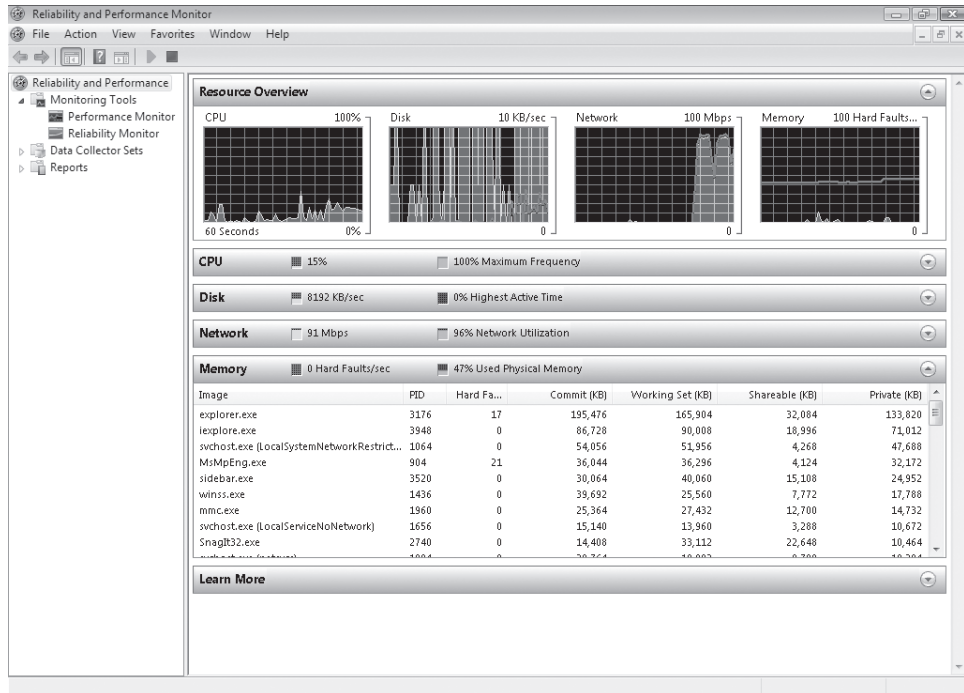 Reliability and Performance Monitor
File Action View Favorites Window Help
Reliability and Performance
Monitoring Tools
Performance Monitor
Reliability Monitor
Data Collector Sets
Reports
Resource Overview
CPU 100% Disk 10 KB/sec Network 100 Mbps Memory 100 Hard Faults...
60 Seconds 0% 0 0 0
CPU 15% 100% Maximum Frequency
Disk 8192 KB/sec 0% Highest Active Time
Network 91 Mbps 96% Network Utilization
Memory 0 Hard Faults/sec 47% Used Physical Memory
Image PID Hard Fa... Commit (KB) Working Set (KB) Shareable (KB) Private (KB)
explorer.exe 3176 17 195,476 165,904 32,084 133,820
iexplore.exe 3948 0 86,728 90,008 18,996 71,012
svchost.exe (LocalSystemNetworkRestrict... 1064 0 54,056 51,956 4,268 47,688
MsMpEng.exe 904 21 36,044 36,296 4,124 32,172
sidebar.exe 3520 0 30,064 40,060 15,108 24,952
winss.exe 1436 0 39,692 25,560 7,772 17,788
mmc.exe 1960 0 25,364 27,432 12,700 14,732
svchost.exe (LocalServiceNoNetwork) 1656 0 15,140 13,960 3,288 10,672
SnagIt32.exe 2740 0 14,408 33,112 22,648 10,464
Learn More